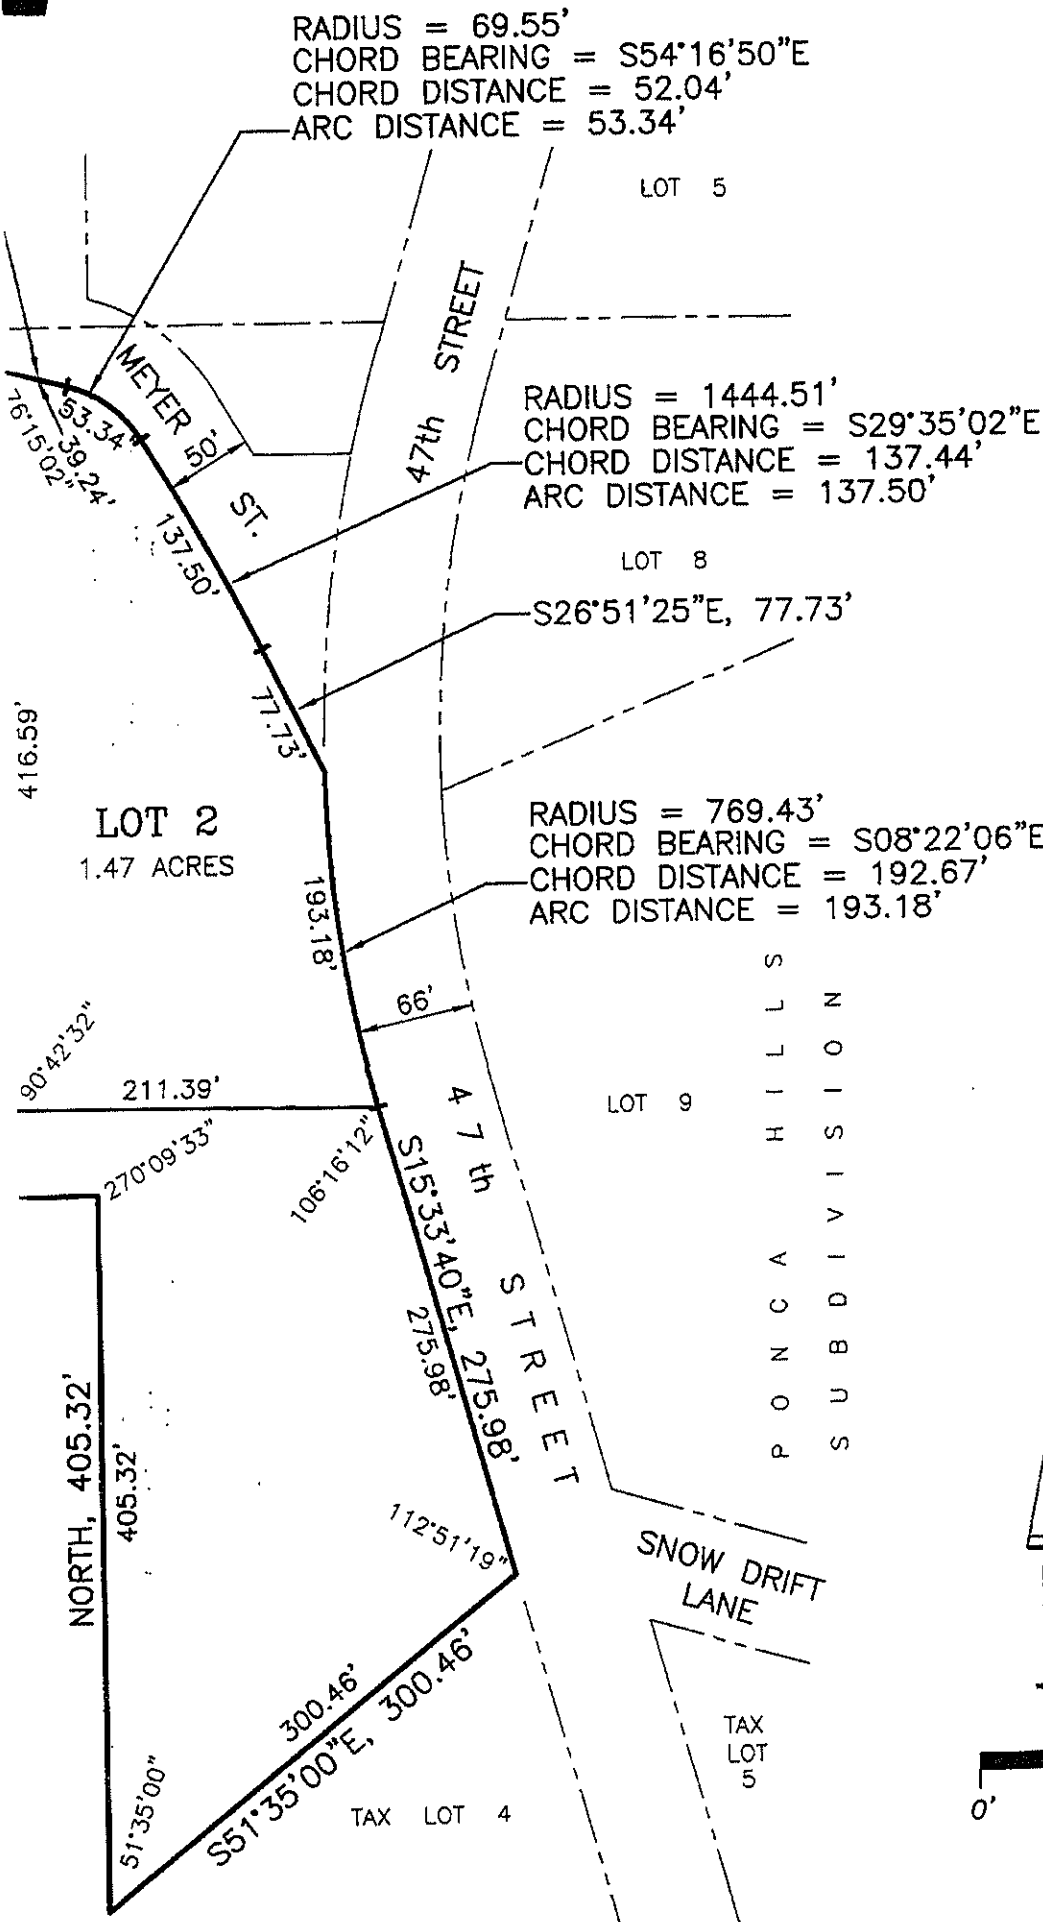 RADIUS = 69.55'
CHORD BEARING = S54°16'50"E
CHORD DISTANCE = 52.04'
ARC DISTANCE = 53.34'
LOT 5
47th STREET
MEYER ST.
50'
53.34'
39.24'
76°15'02"
RADIUS = 1444.51'
CHORD BEARING = S29°35'02"E
CHORD DISTANCE = 137.44'
ARC DISTANCE = 137.50'
137.50'
LOT 8
S26°51'25"E, 77.73'
77.73'
416.59'
LOT 2
1.47 ACRES
RADIUS = 769.43'
CHORD BEARING = S08°22'06"E
CHORD DISTANCE = 192.67'
ARC DISTANCE = 193.18'
193.18'
66'
90°42'32"
211.39'
270°09'33"
106°16'12"
47th STREET
LOT 9
PONCA HILLS
SUBDIVISION
S15°33'40"E, 275.98'
275.98'
NORTH, 405.32'
405.32'
112°51'19"
SNOW DRIFT
LANE
300.46'
S51°35'00"E, 300.46'
51°35'00"
TAX LOT 4
TAX
LOT
5
0'